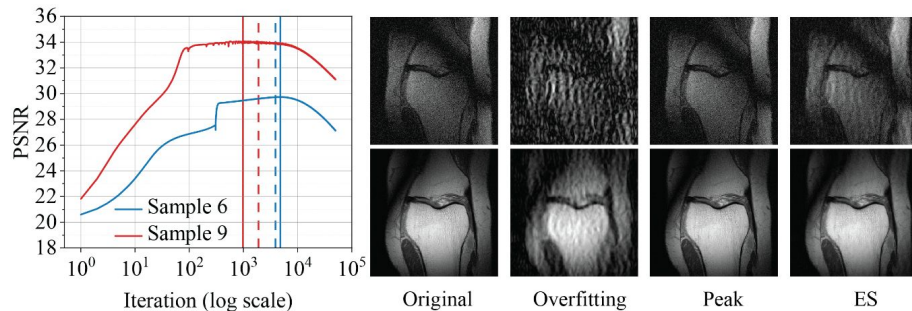 36
34
32
30
28
26
24
22
20
18
PSNR
Sample 6
Sample 9
10⁰ 10¹ 10² 10³ 10⁴ 10⁵
Iteration (log scale)
Original Overfitting Peak ES